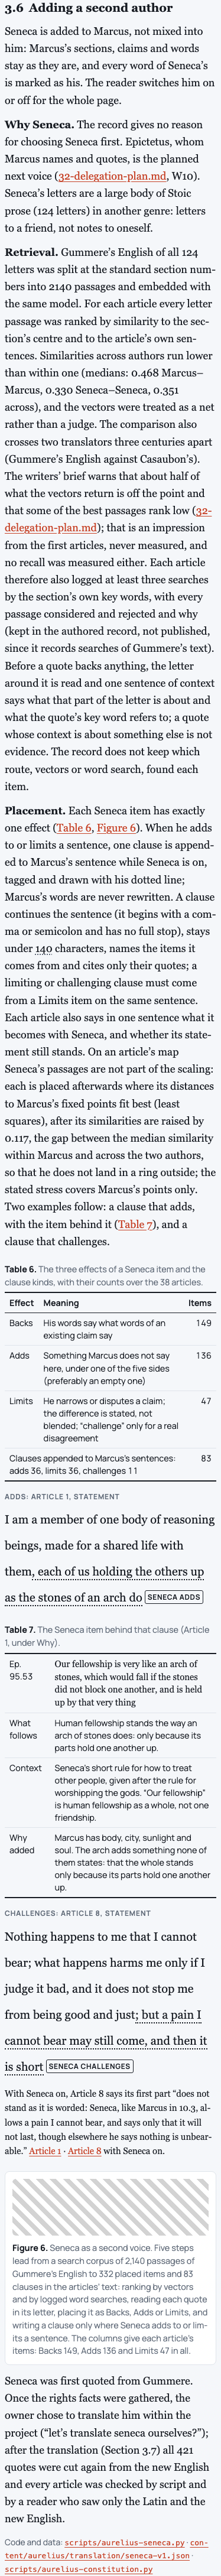 3.6 Adding a second author
Seneca is added to Marcus, not mixed into
him: Marcus's sections, claims and words
stay as they are, and every word of Seneca's
is marked as his. The reader switches him on
or off for the whole page.
Why Seneca. The record gives no reason
for choosing Seneca first. Epictetus, whom
Marcus names and quotes, is the planned
next voice (32-delegation-plan.md, W10).
Seneca's letters are a large body of Stoic
prose (124 letters) in another genre: letters
to a friend, not notes to oneself.
Retrieval. Gummere's English of all 124
letters was split at the standard section num-
bers into 2140 passages and embedded with
the same model. For each article every letter
passage was ranked by similarity to the sec-
tion's centre and to the article's own sen-
tences. Similarities across authors run lower
than within one (medians: 0.468 Marcus–
Marcus, 0.330 Seneca–Seneca, 0.351
across), and the vectors were treated as a net
rather than a judge. The comparison also
crosses two translators three centuries apart
(Gummere's English against Casaubon's).
The writers' brief warns that about half of
what the vectors return is off the point and
that some of the best passages rank low (32-
delegation-plan.md); that is an impression
from the first articles, never measured, and
no recall was measured either. Each article
therefore also logged at least three searches
by the section's own key words, with every
passage considered and rejected and why
(kept in the authored record, not published,
since it records searches of Gummere's text).
Before a quote backs anything, the letter
around it is read and one sentence of context
says what that part of the letter is about and
what the quote's key word refers to; a quote
whose context is about something else is not
evidence. The record does not keep which
route, vectors or word search, found each
item.
Placement. Each Seneca item has exactly
one effect (Table 6, Figure 6). When he adds
to or limits a sentence, one clause is append-
ed to Marcus's sentence while Seneca is on,
tagged and drawn with his dotted line;
Marcus's words are never rewritten. A clause
continues the sentence (it begins with a com-
ma or semicolon and has no full stop), stays
under 140 characters, names the items it
comes from and cites only their quotes; a
limiting or challenging clause must come
from a Limits item on the same sentence.
Each article also says in one sentence what it
becomes with Seneca, and whether its state-
ment still stands. On an article's map
Seneca's passages are not part of the scaling:
each is placed afterwards where its distances
to Marcus's fixed points fit best (least
squares), after its similarities are raised
0.117, the gap between the median similarity
within Marcus and across the two authors,
so that he does not land in a ring outside; the
stated stress covers Marcus's points only.
Two examples follow: a clause that adds,
with the item behind it (Table 7), and a
clause that challenges.
Table 6. The three effects of a Seneca item and the
clause kinds, with their counts over the 38 articles.
Effect Meaning Items
Backs His words say what words of an 149
existing claim say
Adds Something Marcus does not say 136
here, under one of the five sides
(preferably an empty one)
Limits He narrows or disputes a claim; 47
the difference is stated, not
blended; "challenge" only for a real
disagreement
Clauses appended to Marcus's sentences: 83
adds 36, limits 36, challenges 11
ADDS: ARTICLE 1, STATEMENT
I am a member of one body of reasoning
beings, made for a shared life with
them, each of us holding the others up
as the stones of an arch do SENECA ADDS
Table 7. The Seneca item behind that clause (Article
1, under Why).
Ep. Our fellowship is very like an arch of
95.53 stones, which would fall if the stones
did not block one another, and is held
up by that very thing
What Human fellowship stands the way an
follows arch of stones does: only because its
parts hold one another up.
Context Seneca's short rule for how to treat
other people, given after the rule for
worshipping the gods. "Our fellowship"
is human fellowship as a whole, not one
friendship.
Why Marcus has body, city, sunlight and
added soul. The arch adds something none of
them states: that the whole stands
only because its parts hold one another
up.
CHALLENGES: ARTICLE 8, STATEMENT
Nothing happens to me that I cannot
bear; what happens harms me only if I
judge it bad, and it does not stop me
from being good and just; but a pain I
cannot bear may still come, and then it
is short SENECA CHALLENGES
With Seneca on, Article 8 says its first part "does not
stand as it is worded: Seneca, like Marcus in 10.3, al-
lows a pain I cannot bear, and says only that it will
not last, though elsewhere he says nothing is unbear-
able." Article 1 · Article 8 with Seneca on.
Figure 6. Seneca as a second voice. Five steps
lead from a search corpus of 2,140 passages of
Gummere's English to 332 placed items and 83
clauses in the articles' text: ranking by vectors
and by logged word searches, reading each quote
in its letter, placing it as Backs, Adds or Limits, and
writing a clause only where Seneca adds to or lim-
its a sentence. The columns give each article's
items: Backs 149, Adds 136 and Limits 47 in all.
Seneca was first quoted from Gummere.
Once the rights facts were gathered, the
owner chose to translate him within the
project ("let's translate seneca ourselves?");
after the translation (Section 3.7) all 421
quotes were cut again from the new English
and every article was checked by script and
by a reader who saw only the Latin and the
new English.
Code and data: scripts/aurelius-seneca.py · con-
tent/aurelius/translation/seneca-v1.json ·
scripts/aurelius-constitution.py